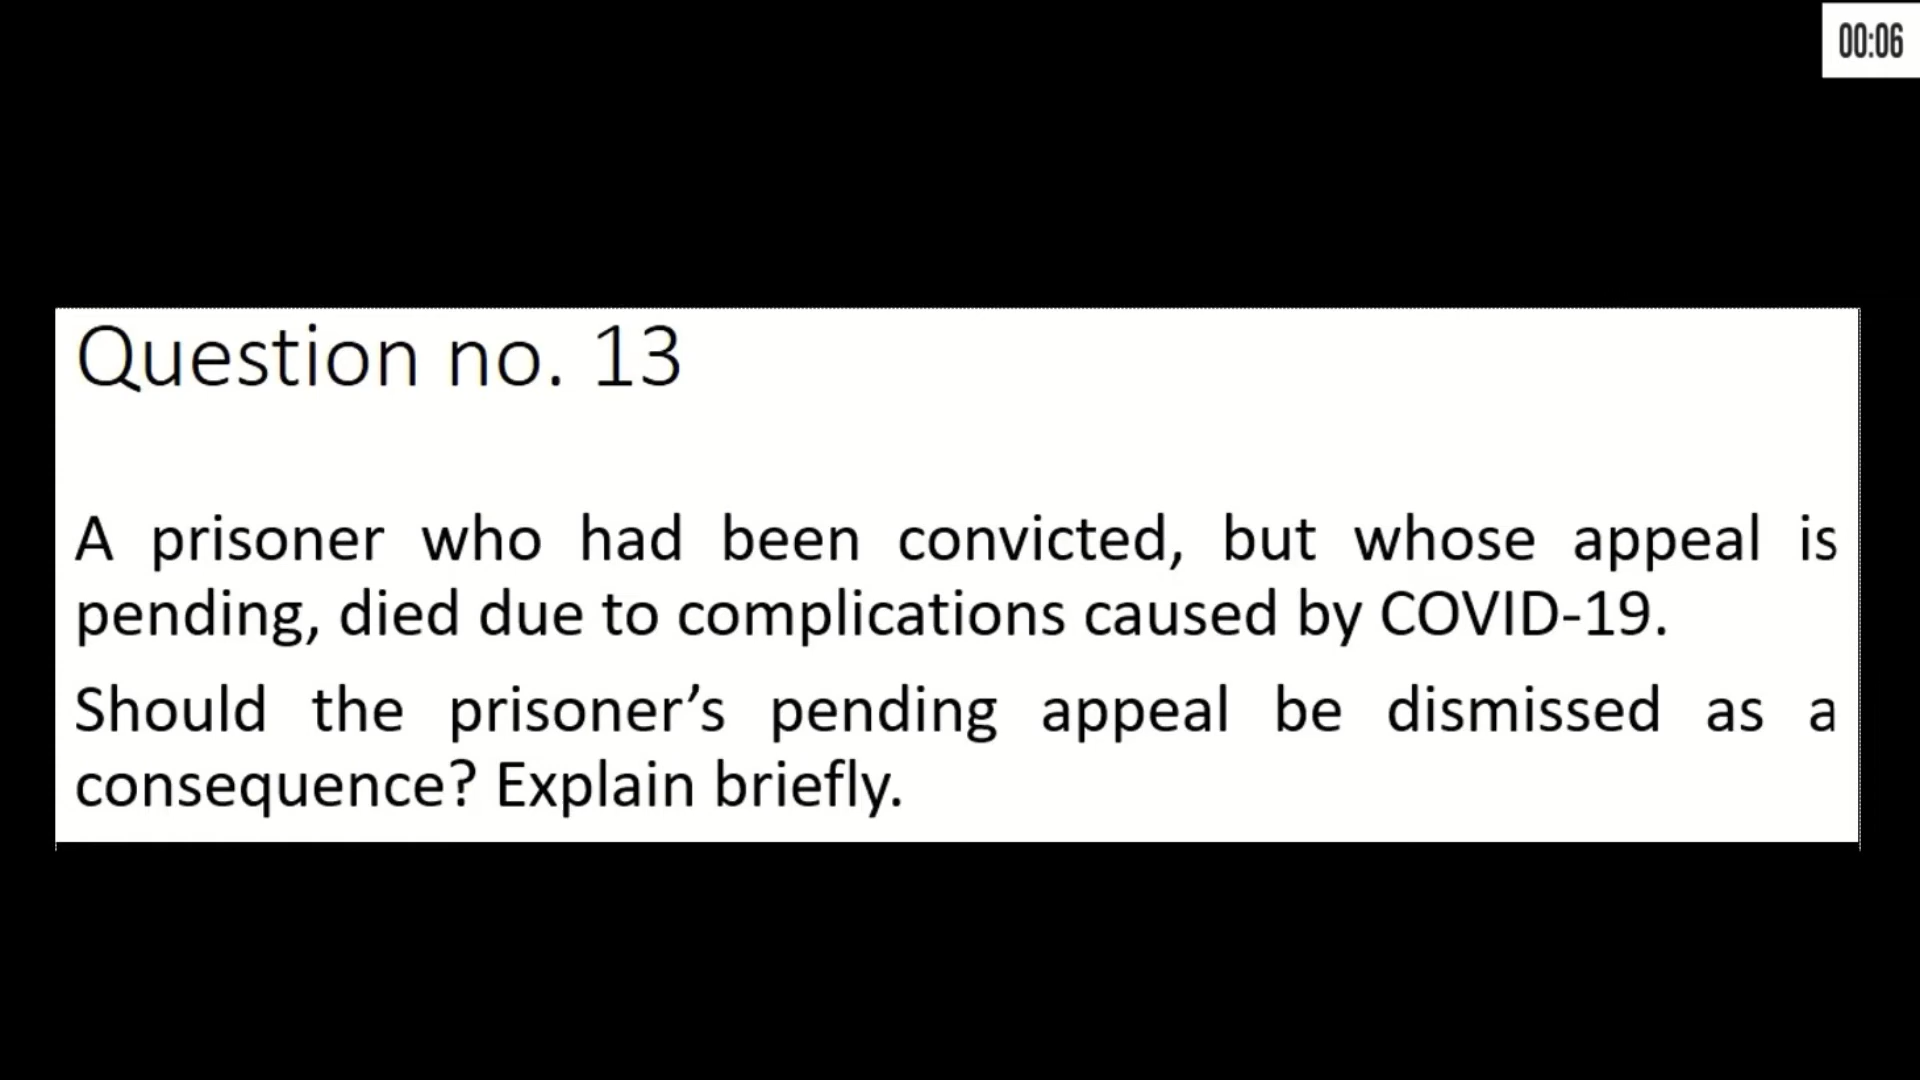 00:06
Question no. 13
A prisoner who had been convicted, but whose appeal is
pending, died due to complications caused by COVID-19.
Should the prisoner’s pending appeal be dismissed as a
consequence? Explain briefly.